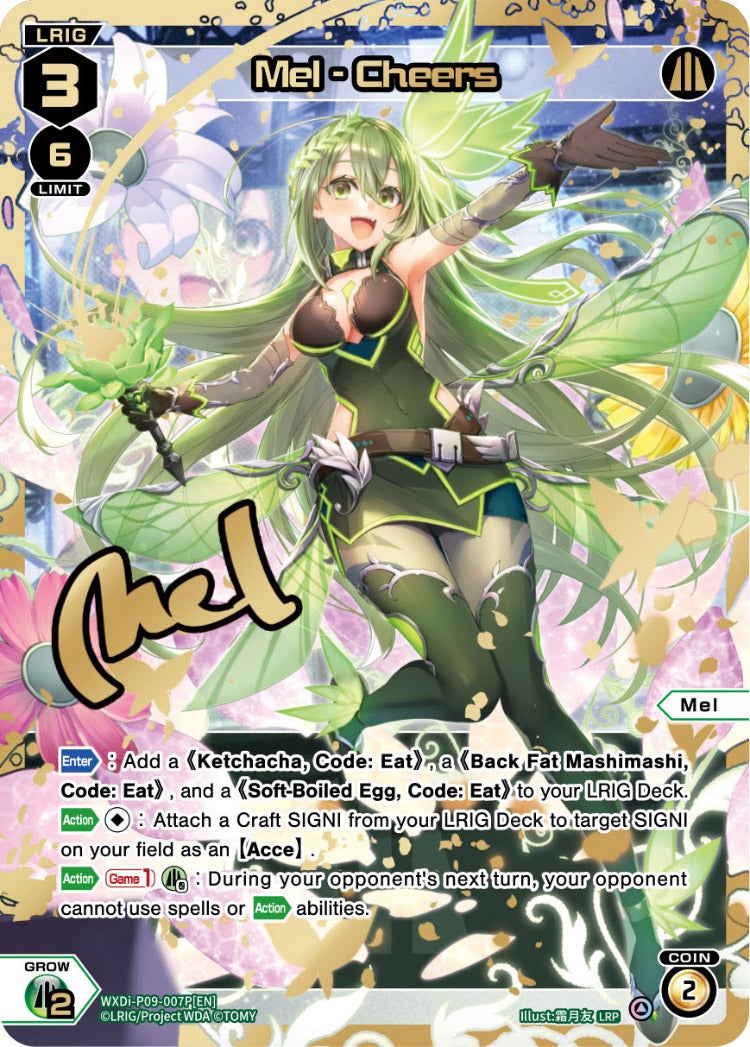 LRIG
3
Mel - Cheers
6
LIMIT
Mel
Mel
Enter : Add a 《Ketchacha, Code: Eat》, a 《Back Fat Mashimashi,
Code: Eat》, and a 《Soft-Boiled Egg, Code: Eat》 to your LRIG Deck.
Action : Attach a Craft SIGNI from your LRIG Deck to target SIGNI
on your field as an 【Acce】.
Action Game 1 0 : During your opponent's next turn, your opponent
cannot use spells or Action abilities.
GROW
2
COIN
2
WXDi-P09-007P[EN]
©LRIG/Project WDA ©TOMY
Illust:霜月友 LRP